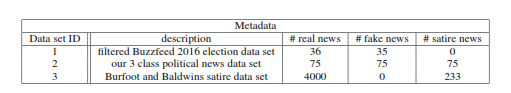 Metadata
Data set ID description # real news # fake news # satire news
1 filtered Buzzfeed 2016 election data set 36 35 0
2 our 3 class political news data set 75 75 75
3 Burfoot and Baldwins satire data set 4000 0 233